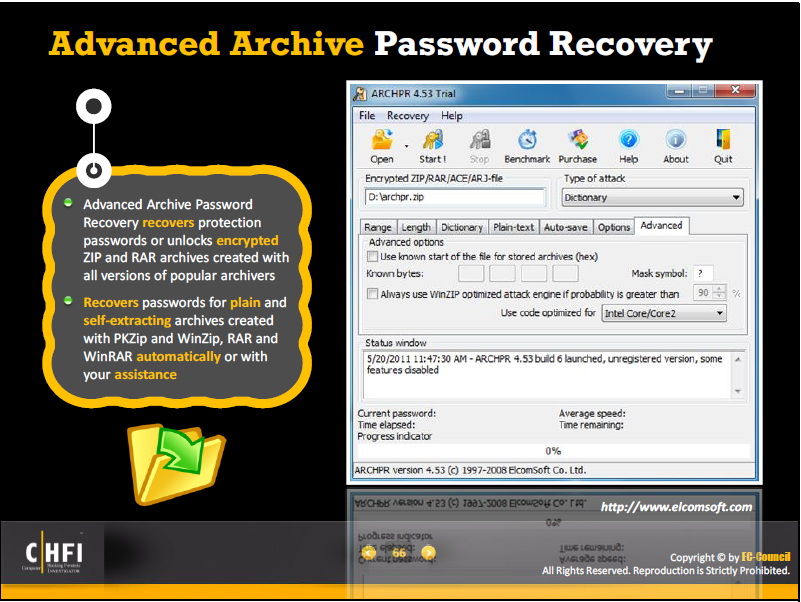 Advanced Archive Password Recovery
Advanced Archive Password
Recovery recovers protection
passwords or unlocks encrypted
ZIP and RAR archives created with
all versions of popular archivers
Recovers passwords for plain and
self-extracting archives created
with PKZip and WinZip, RAR and
WinRAR automatically or with
your assistance
ARCHPR 4.53 Trial
File Recovery Help
Open Start! Stop Benchmark Purchase Help About Quit
Encrypted ZIP/RAR/ACE/ARJ-file Type of attack
D:\archpr.zip Dictionary
Range Length Dictionary Plain-text Auto-save Options Advanced
Advanced options
Use known start of the file for stored archives (hex)
Known bytes: Mask symbol: ?
Always use WinZIP optimized attack engine if probability is greater than 90 %
Use code optimized for Intel Core/Core2
Status window
5/20/2011 11:47:30 AM - ARCHPR 4.53 build 6 launched, unregistered version, some
features disabled
Current password: Average speed:
Time elapsed: Time remaining:
Progress indicator
0%
ARCHPR version 4.53 (c) 1997-2008 ElcomSoft Co. Ltd.
http://www.elcomsoft.com
CHFI
Computer Hacking Forensic
INVESTIGATOR
66
Copyright © by EC-Council
All Rights Reserved. Reproduction is Strictly Prohibited.